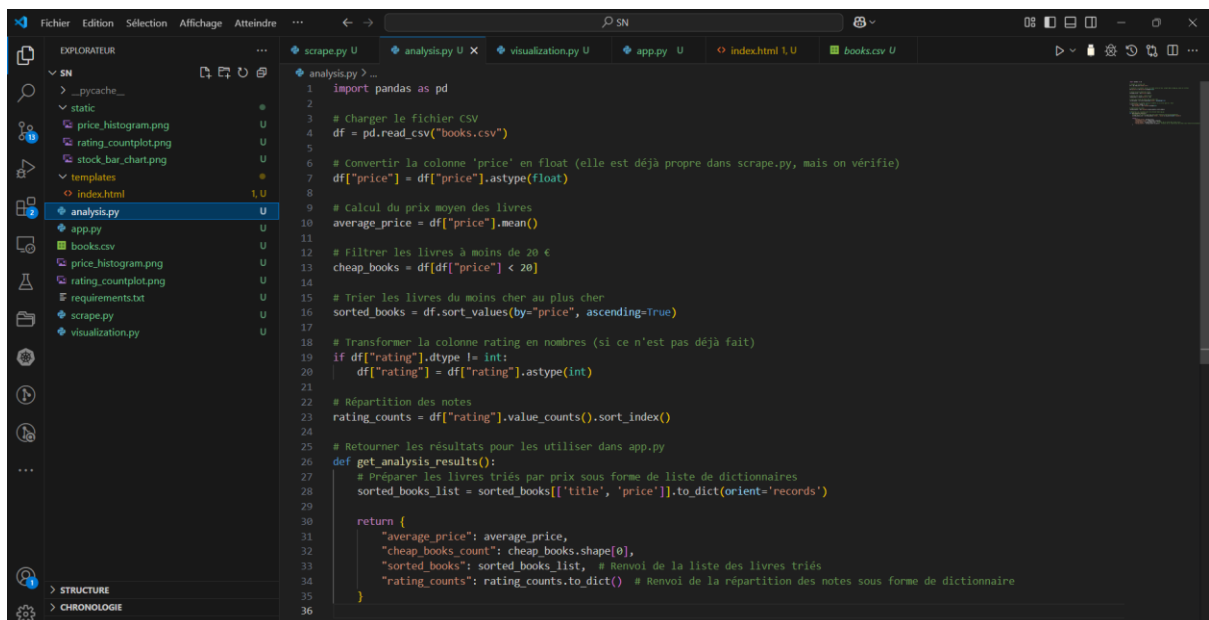 Fichier Edition Sélection Affichage Atteindre ... SN
EXPLORATEUR ...
SN
__pycache__
static
price_histogram.png U
rating_countplot.png U
stock_bar_chart.png U
templates
index.html 1, U
analysis.py U
app.py U
books.csv U
price_histogram.png U
rating_countplot.png U
requirements.txt U
scrape.py U
visualization.py U
STRUCTURE
CHRONOLOGIE
13
2
1
scrape.py U analysis.py U visualization.py U app.py U index.html 1, U books.csv U
analysis.py > ...
1 import pandas as pd
2
3 # Charger le fichier CSV
4 df = pd.read_csv("books.csv")
5
6 # Convertir la colonne 'price' en float (elle est déjà propre dans scrape.py, mais on vérifie)
7 df["price"] = df["price"].astype(float)
8
9 # Calcul du prix moyen des livres
10 average_price = df["price"].mean()
11
12 # Filtrer les livres à moins de 20 €
13 cheap_books = df[df["price"] < 20]
14
15 # Trier les livres du moins cher au plus cher
16 sorted_books = df.sort_values(by="price", ascending=True)
17
18 # Transformer la colonne rating en nombres (si ce n'est pas déjà fait)
19 if df["rating"].dtype != int:
20     df["rating"] = df["rating"].astype(int)
21
22 # Répartition des notes
23 rating_counts = df["rating"].value_counts().sort_index()
24
25 # Retourner les résultats pour les utiliser dans app.py
26 def get_analysis_results():
27     # Préparer les livres triés par prix sous forme de liste de dictionnaires
28     sorted_books_list = sorted_books[['title', 'price']].to_dict(orient='records')
29
30     return {
31         "average_price": average_price,
32         "cheap_books_count": cheap_books.shape[0],
33         "sorted_books": sorted_books_list,  # Renvoi de la liste des livres triés
34         "rating_counts": rating_counts.to_dict()  # Renvoi de la répartition des notes sous forme de dictionnaire
35     }
36